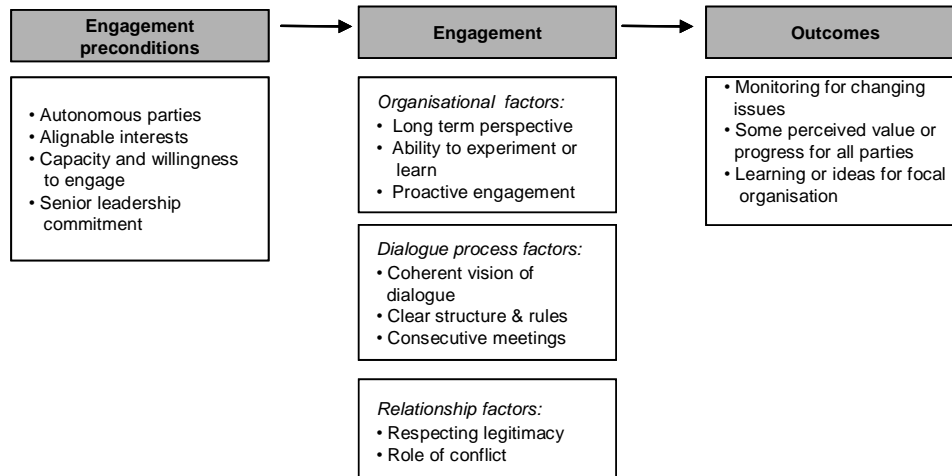 Engagement
preconditions
Engagement
Outcomes
• Autonomous parties
• Alignable interests
• Capacity and willingness
to engage
• Senior leadership
commitment
Organisational factors:
• Long term perspective
• Ability to experiment or
learn
• Proactive engagement
Dialogue process factors:
• Coherent vision of
dialogue
• Clear structure & rules
• Consecutive meetings
Relationship factors:
• Respecting legitimacy
• Role of conflict
• Monitoring for changing
issues
• Some perceived value or
progress for all parties
• Learning or ideas for focal
organisation